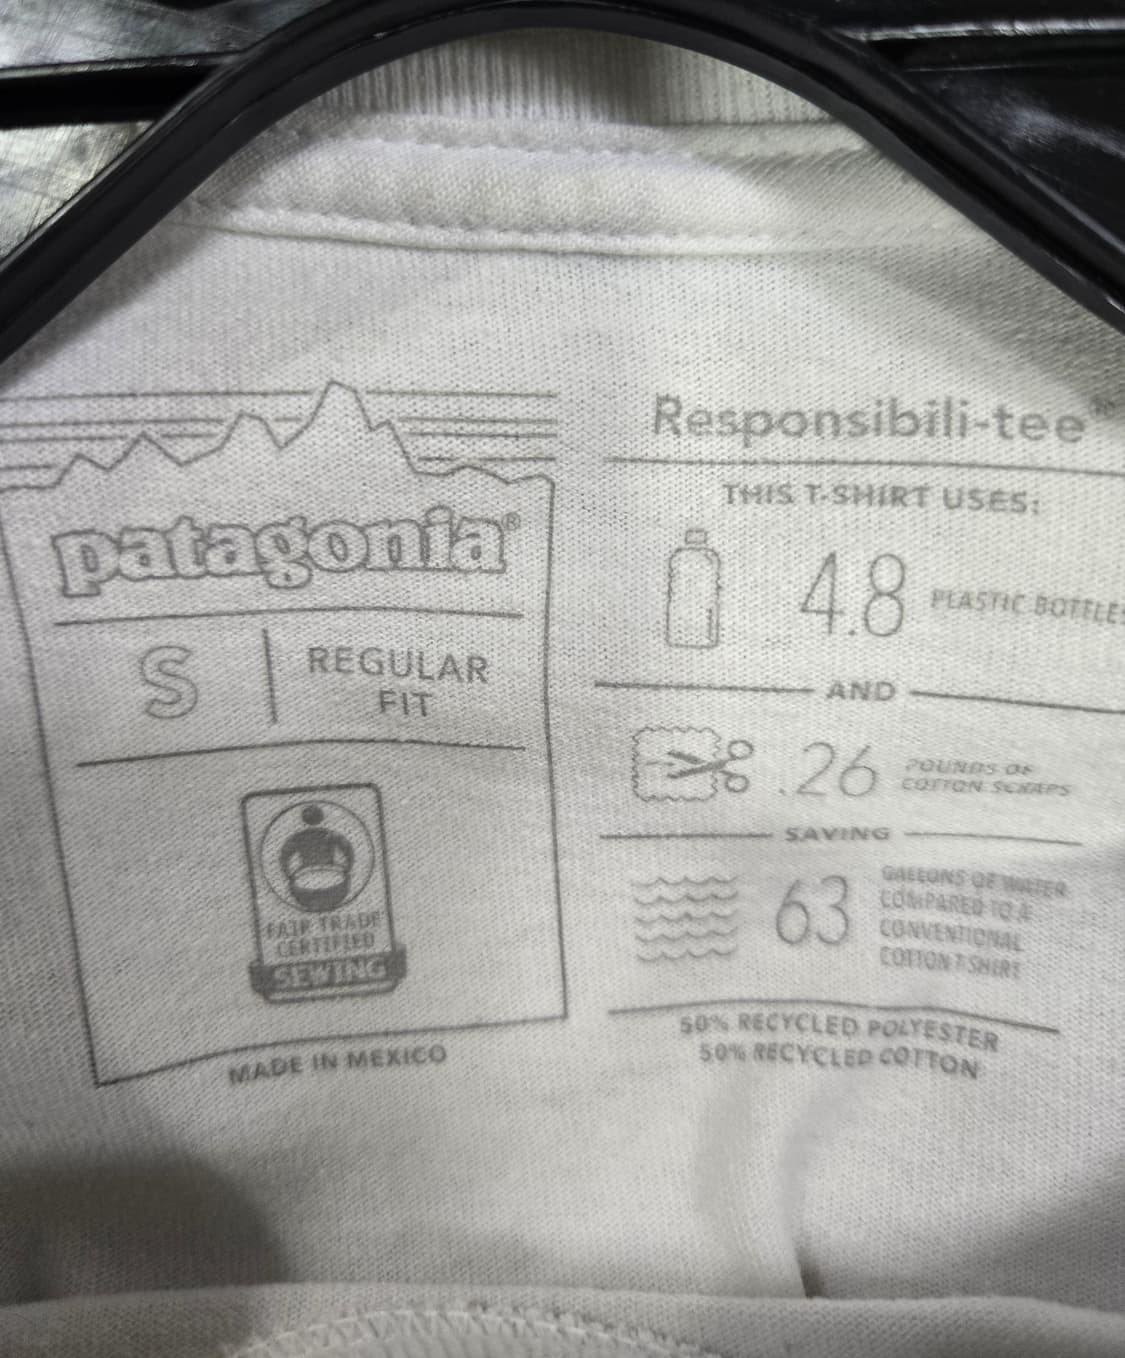 patagonia®
S
REGULAR
FIT
FAIR TRADE
CERTIFIED
SEWING
MADE IN MEXICO
Responsibili-tee®
THIS T-SHIRT USES:
4.8 PLASTIC BOTTLES
AND
.26 POUNDS OF
COTTON SCRAPS
SAVING
63 GALLONS OF WATER
COMPARED TO A
CONVENTIONAL
COTTON T-SHIRT
50% RECYCLED POLYESTER
50% RECYCLED COTTON